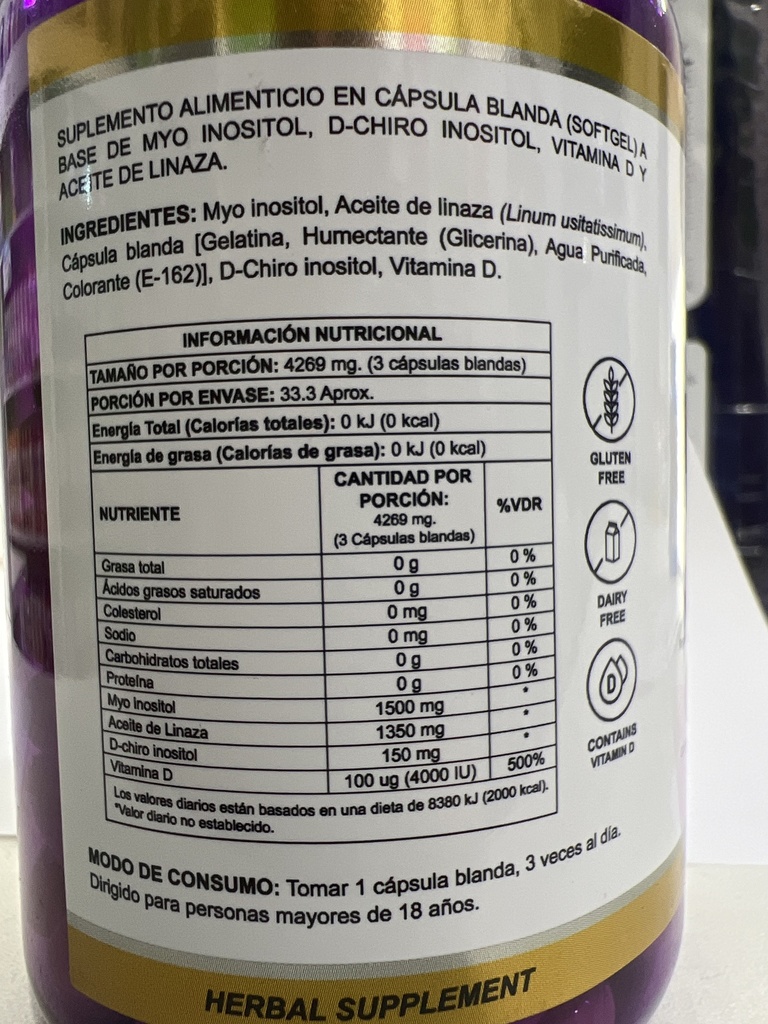 SUPLEMENTO ALIMENTICIO EN CÁPSULA BLANDA (SOFTGEL) A
BASE DE MYO INOSITOL, D-CHIRO INOSITOL, VITAMINA D Y
ACEITE DE LINAZA.
INGREDIENTES: Myo inositol, Aceite de linaza (Linum usitatissimum),
Cápsula blanda [Gelatina, Humectante (Glicerina), Agua Purificada,
Colorante (E-162)], D-Chiro inositol, Vitamina D.
INFORMACIÓN NUTRICIONAL
TAMAÑO POR PORCIÓN: 4269 mg. (3 cápsulas blandas)
PORCIÓN POR ENVASE: 33.3 Aprox.
Energía Total (Calorías totales): 0 kJ (0 kcal)
Energía de grasa (Calorías de grasa): 0 kJ (0 kcal)
NUTRIENTE
CANTIDAD POR
PORCIÓN:
4269 mg.
(3 Cápsulas blandas)
%VDR
Grasa total 0 g 0 %
Ácidos grasos saturados 0 g 0 %
Colesterol 0 mg 0 %
Sodio 0 mg 0 %
Carbohidratos totales 0 g 0 %
Proteína 0 g 0 %
Myo inositol 1500 mg *
Aceite de Linaza 1350 mg *
D-chiro inositol 150 mg *
Vitamina D 100 ug (4000 IU) 500%
Los valores diarios están basados en una dieta de 8380 kJ (2000 kcal).
*Valor diario no establecido.
GLUTEN
FREE
DAIRY
FREE
D
CONTAINS
VITAMIN D
MODO DE CONSUMO: Tomar 1 cápsula blanda, 3 veces al día.
Dirigido para personas mayores de 18 años.
HERBAL SUPPLEMENT